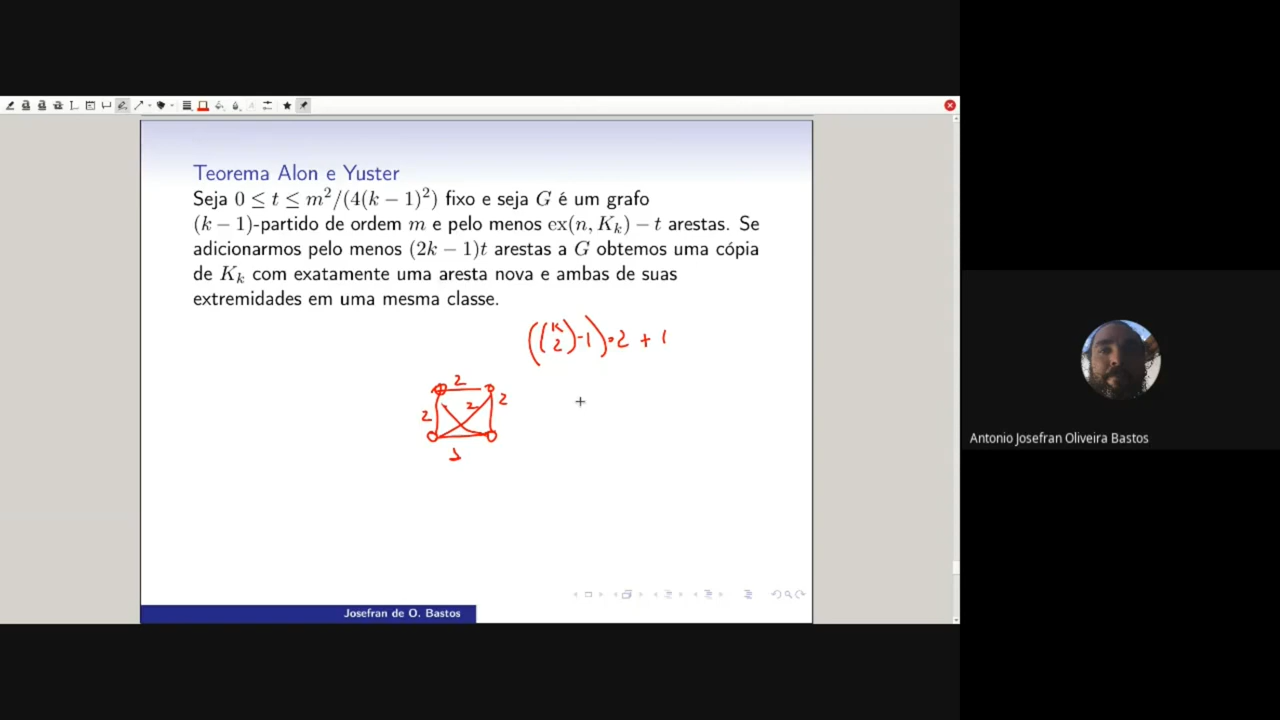 Teorema Alon e Yuster
Seja 0 ≤ t ≤ m²/(4(k − 1)²) fixo e seja G é um grafo
(k − 1)-partido de ordem m e pelo menos ex(n, Kₖ) − t arestas. Se
adicionarmos pelo menos (2k − 1)t arestas a G obtemos uma cópia
de Kₖ com exatamente uma aresta nova e ambas de suas
extremidades em uma mesma classe.
((K 2) - 1) · 2 + 1
2
2 2 2
1
Antonio Josefran Oliveira Bastos
Josefran de O. Bastos